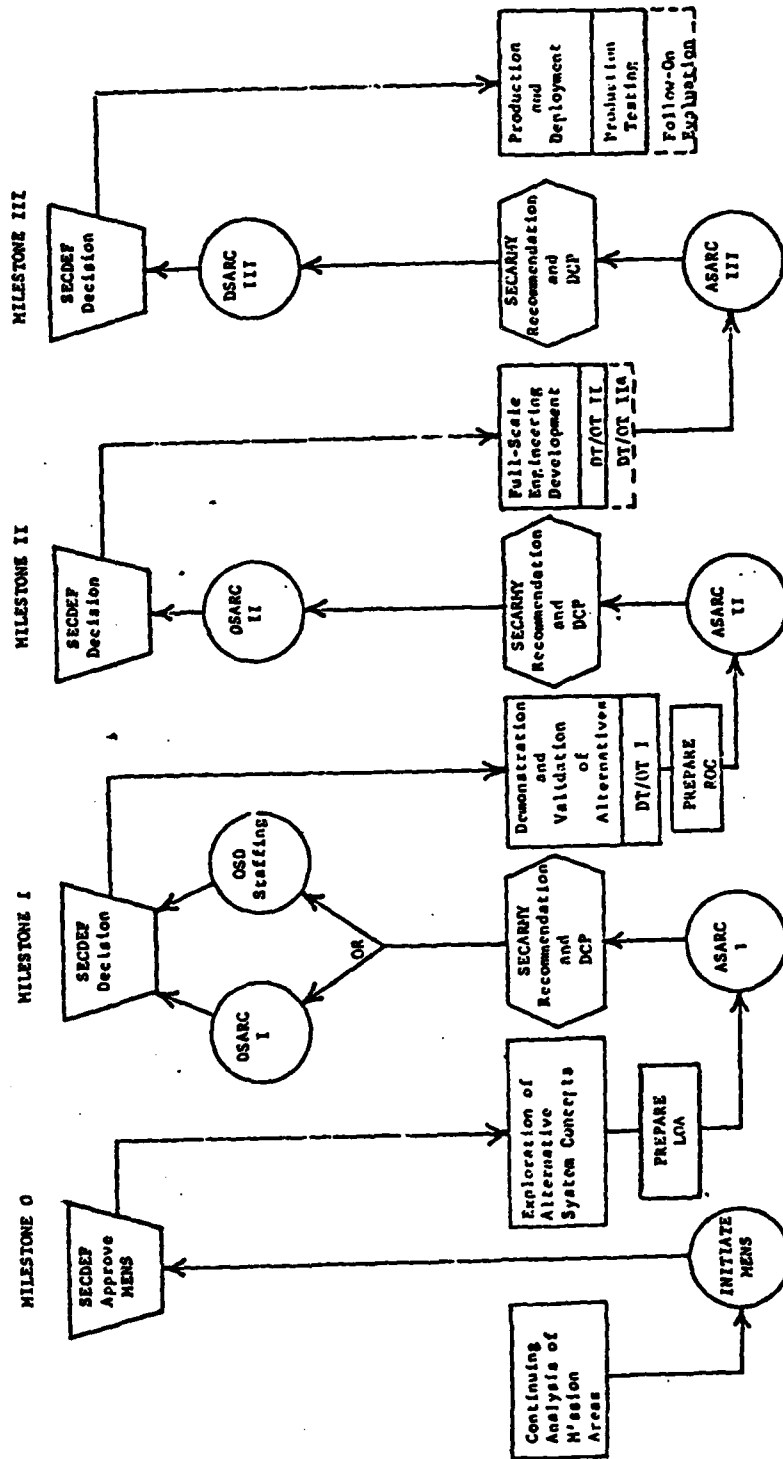 MILESTONE 0
SECDEF
Approve
MENS
Continuing
Analysis of
M'ssion
Areas
INITIATE
MENS
Exploration of
Alternative
System Concepts
PREPARE
LOA
ASARC
I
SECARMY
Recommendation
and
DCP
OR
DSARC
I
OSD
Staffing
MILESTONE I
SECDEF
Decision
Demonstration
and
Validation
of
Alternatives
DT/OT I
PREPARE
ROC
ASARC
II
SECARMY
Recommendation
and
DCP
DSARC
II
MILESTONE II
SECDEF
Decision
Full-Scale
Engineering
Development
DT/OT II
DT/OT IIa
ASARC
III
SECARMY
Recommendation
and
DCP
DSARC
III
MILESTONE III
SECDEF
Decision
Production
and
Deployment
Production
Testing
Follow-On
Evaluation